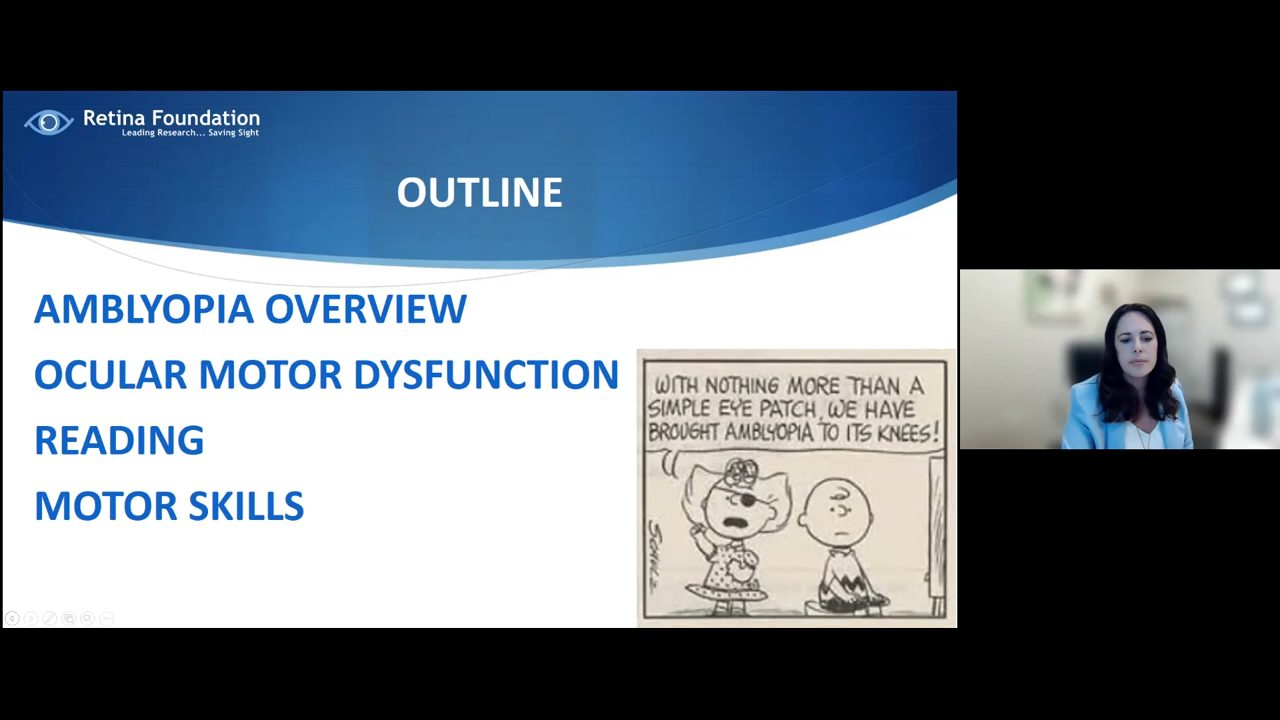 Retina Foundation
Leading Research... Saving Sight
OUTLINE
AMBLYOPIA OVERVIEW
OCULAR MOTOR DYSFUNCTION
READING
MOTOR SKILLS
WITH NOTHING MORE THAN A
SIMPLE EYE PATCH, WE HAVE
BROUGHT AMBLYOPIA TO ITS KNEES!
SCHULZ